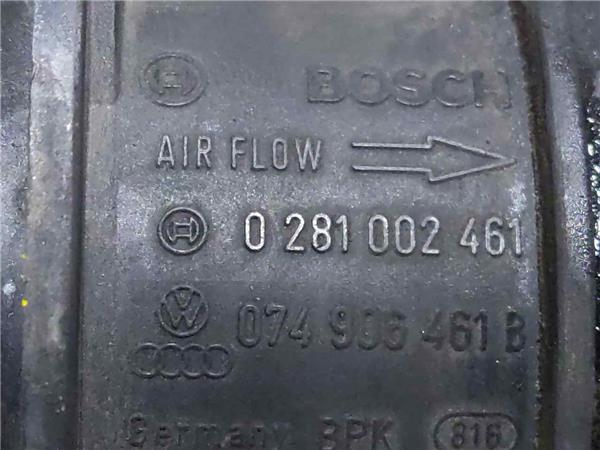 BOSCH
AIR FLOW
0 281 002 461
074 906 461 B
Germany BPK 816